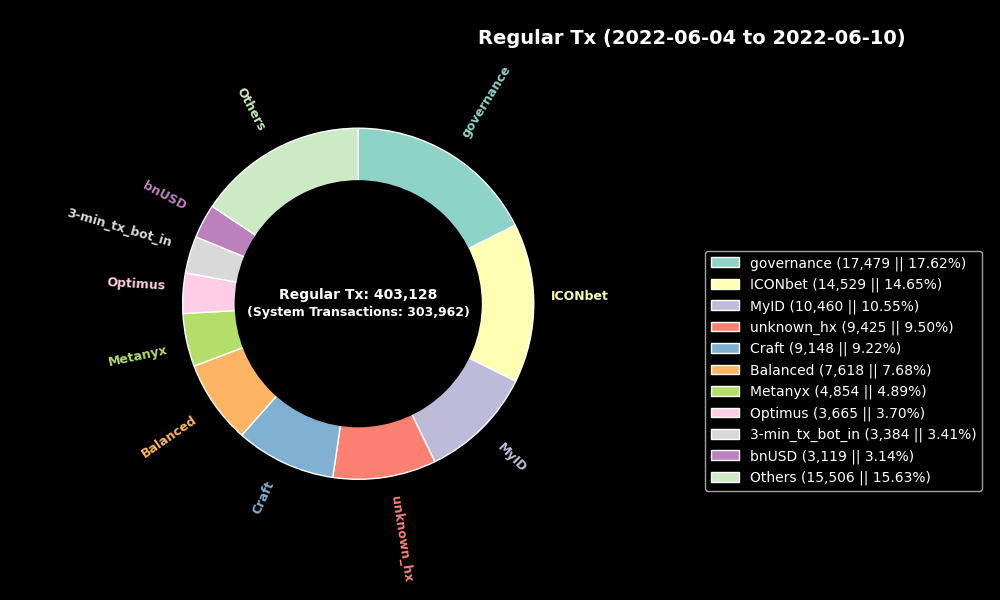 Regular Tx (2022-06-04 to 2022-06-10)
governance
Others
bnUSD
3-min_tx_bot_in
Optimus
ICONbet
Regular Tx: 403,128
(System Transactions: 303,962)
Metanyx
Balanced
MyID
Craft
unknown_hx
governance (17,479 || 17.62%)
ICONbet (14,529 || 14.65%)
MyID (10,460 || 10.55%)
unknown_hx (9,425 || 9.50%)
Craft (9,148 || 9.22%)
Balanced (7,618 || 7.68%)
Metanyx (4,854 || 4.89%)
Optimus (3,665 || 3.70%)
3-min_tx_bot_in (3,384 || 3.41%)
bnUSD (3,119 || 3.14%)
Others (15,506 || 15.63%)